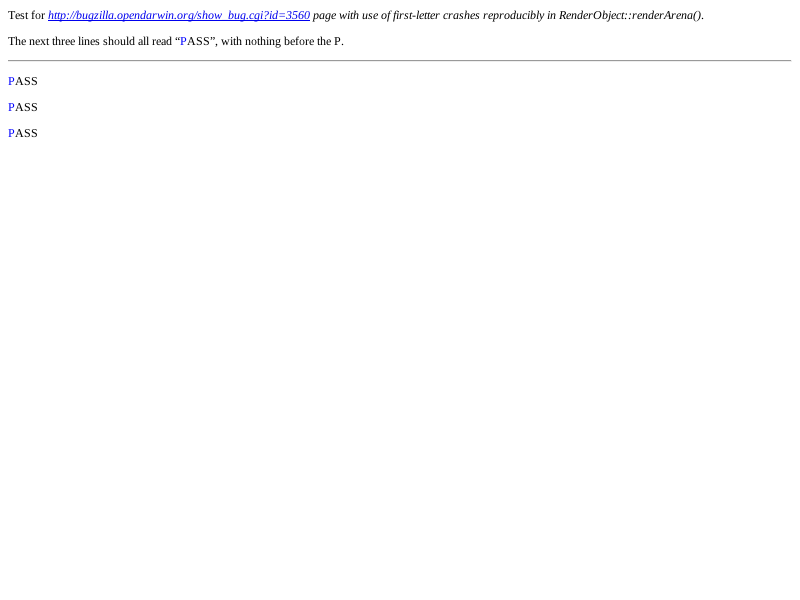 Test for http://bugzilla.opendarwin.org/show_bug.cgi?id=3560 page with use of first-letter crashes reproducibly in RenderObject::renderArena().
The next three lines should all read “PASS”, with nothing before the P.
PASS
PASS
PASS